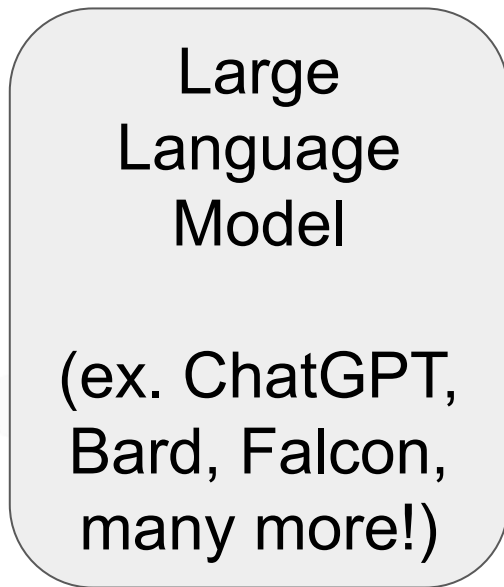 Large
Language
Model
(ex. ChatGPT,
Bard, Falcon,
many more!)